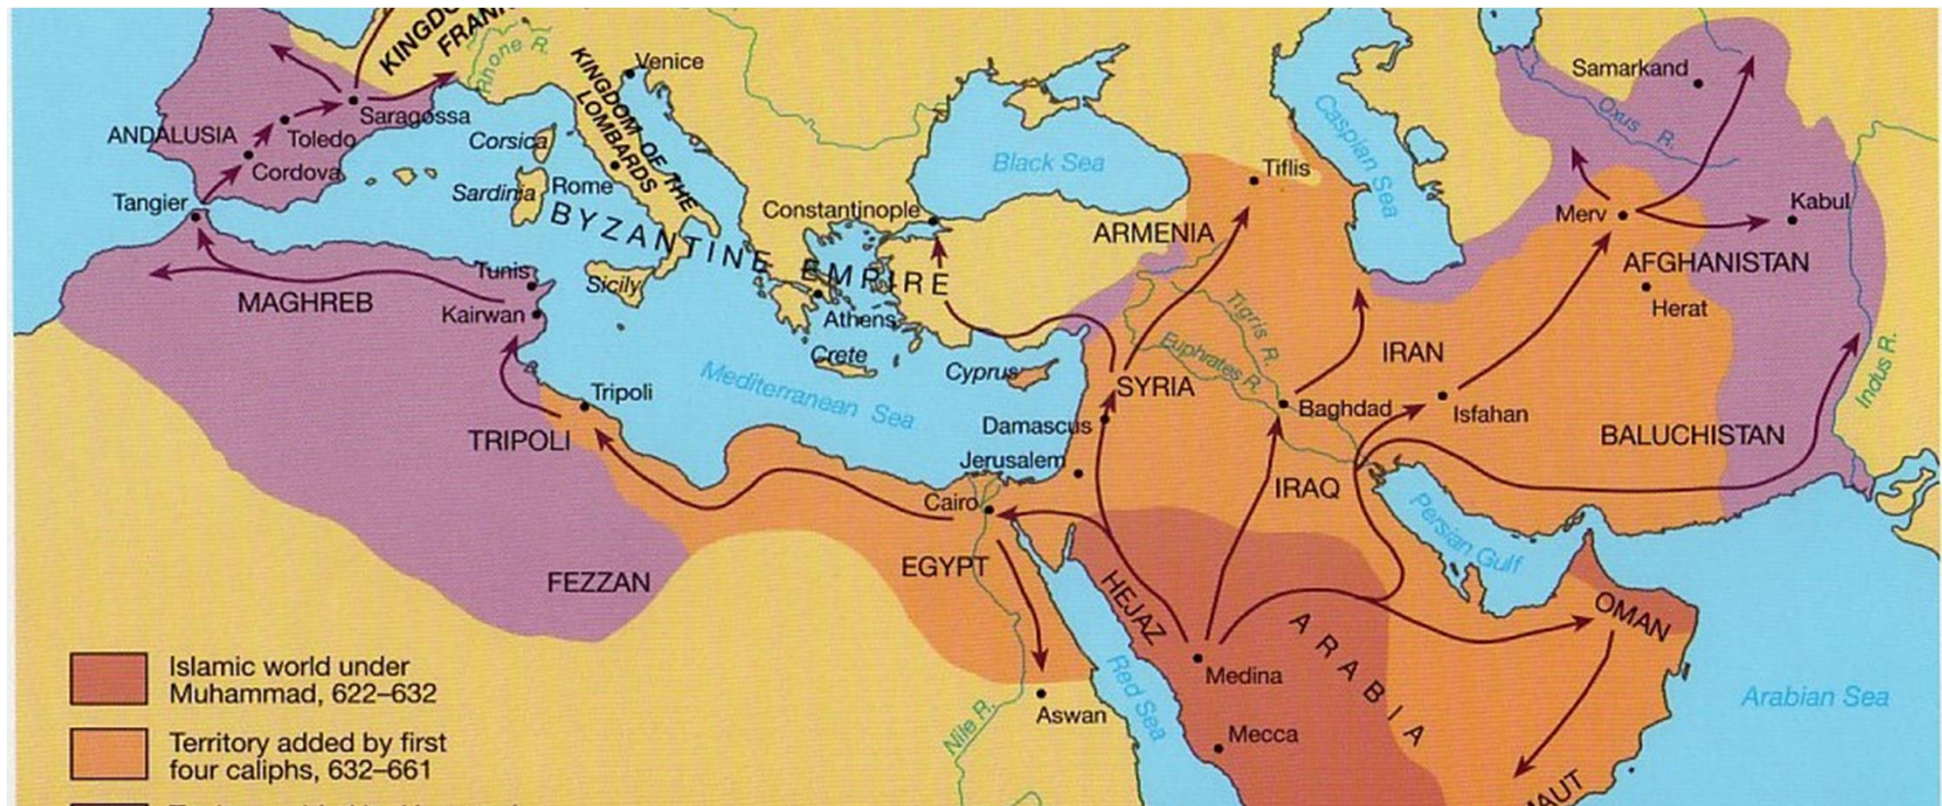 KINGDOM OF THE
LOMBARDS
Rhone R.
Venice
Saragossa
Toledo
ANDALUSIA
Cordova
Tangier
Corsica
Sardinia
Rome
BYZANTINE EMPIRE
Constantinople
Black Sea
Caspian Sea
Tiflis
ARMENIA
Samarkand
Oxus R.
Merv
Kabul
AFGHANISTAN
Herat
Tunis
MAGHREB
Kairwan
Sicily
Athens
Crete
Cyprus
Mediterranean Sea
Tripoli
TRIPOLI
SYRIA
Tigris R.
Euphrates R.
Damascus
Jerusalem
Baghdad
IRAN
Isfahan
IRAQ
BALUCHISTAN
Indus R.
Cairo
EGYPT
FEZZAN
Persian Gulf
HEJAZ
ARABIA
OMAN
Medina
Red Sea
Mecca
Nile R.
Aswan
Arabian Sea
Islamic world under
Muhammad, 622–632
Territory added by first
four caliphs, 632–661